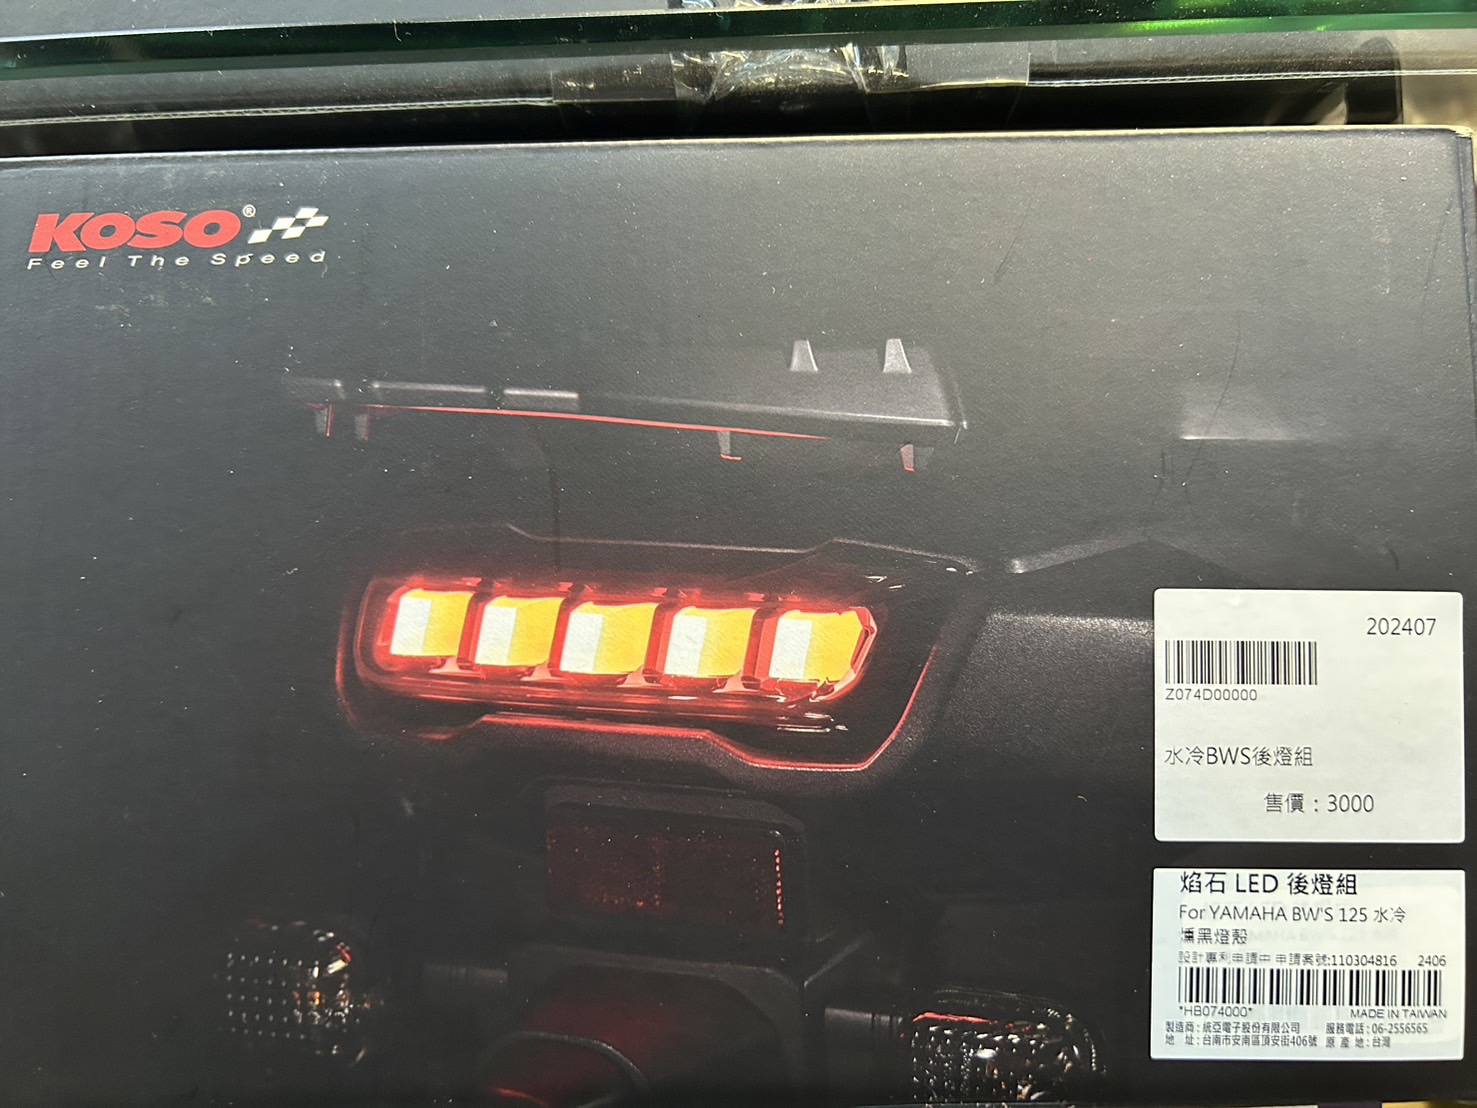 KOSO®
Feel The Speed
202407
Z074D00000
水冷BWS後燈組
售價：3000
焰石 LED 後燈組
For YAMAHA BW'S 125 水冷
燻黑燈殼
設計專利申請中 申請案號:110304816 2406
*HB074000*
MADE IN TAIWAN
製造商：統亞電子股份有限公司 服務電話：06-2556565
地 址：台南市安南區頂安街406號 原 產 地：台灣